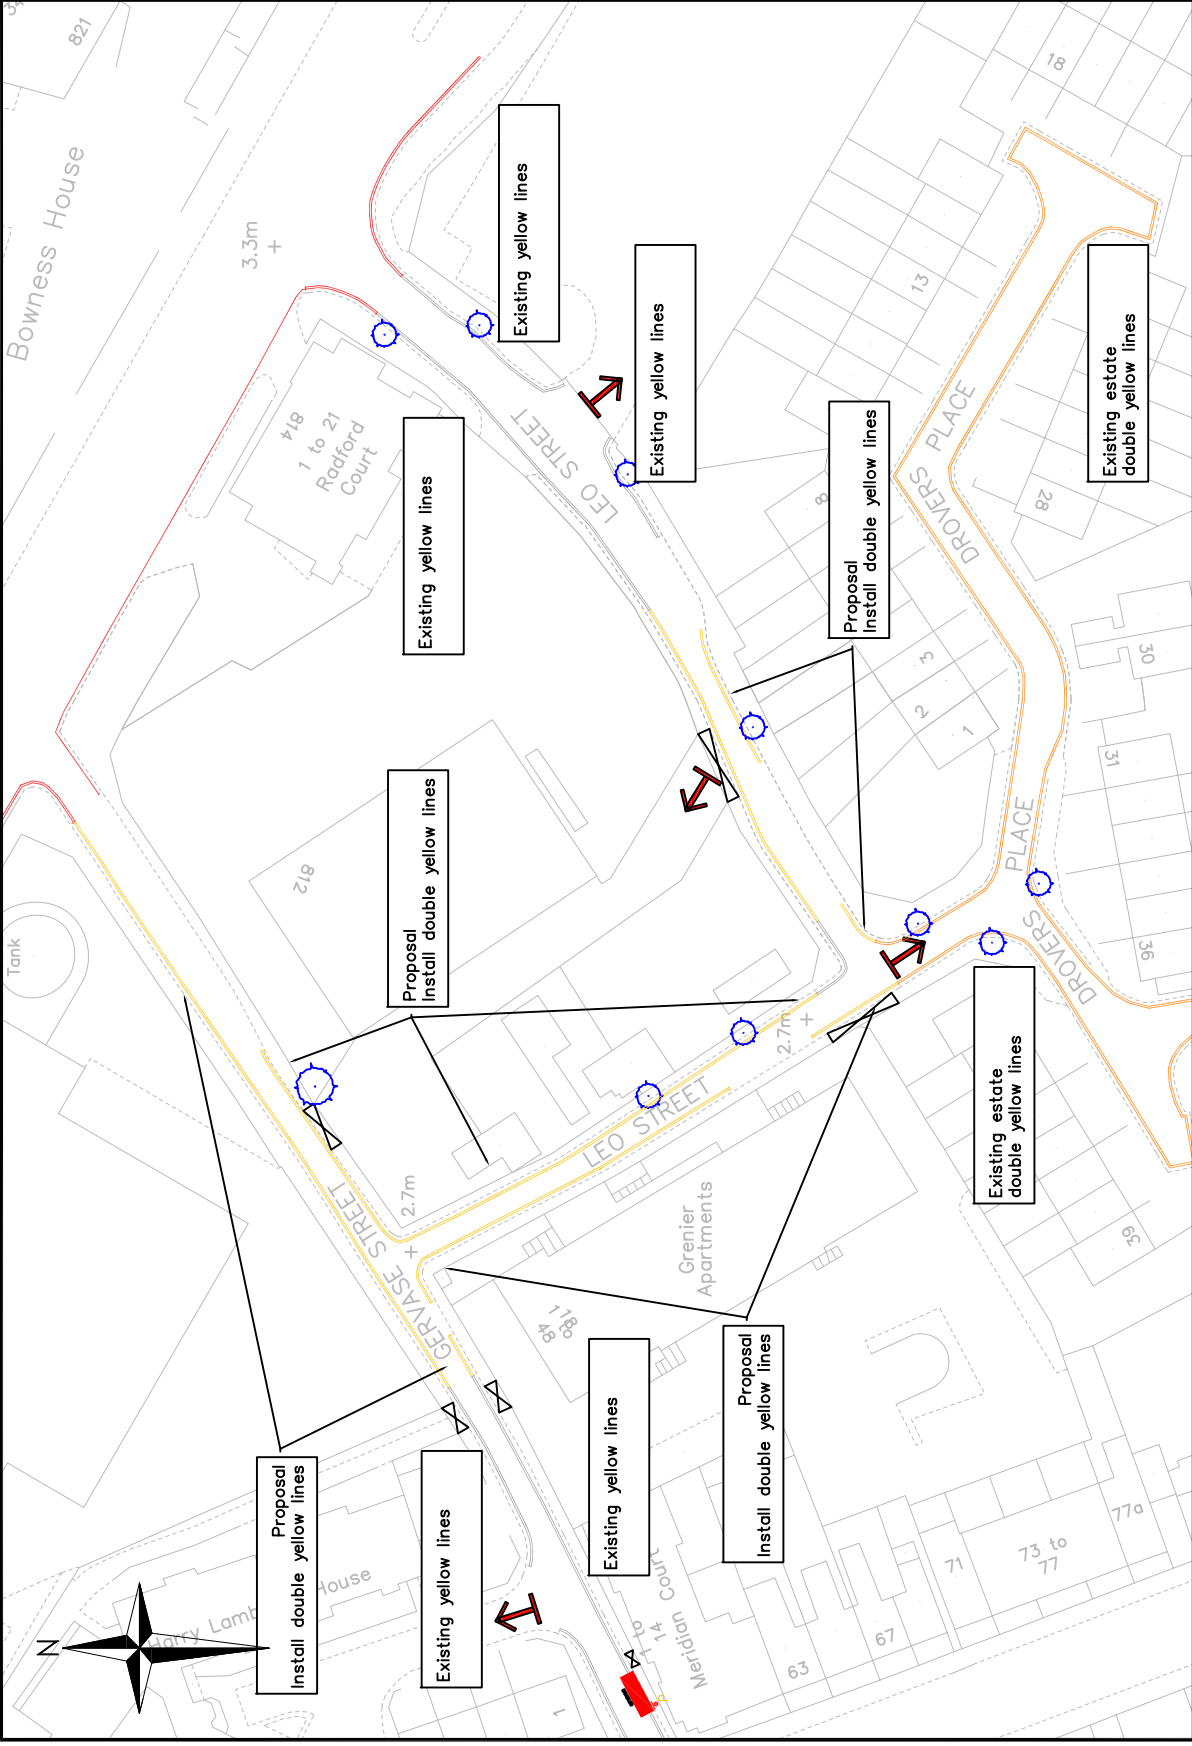 34
821
Bowness House
3.3m
814
1 to 21
Radford
Court
Existing yellow lines
Existing yellow lines
Existing yellow lines
LEO STREET
18
13
DROVERS PLACE
Existing estate
double yellow lines
28
Proposal
Install double yellow lines
8
3
2
1
30
31
PLACE
DROVERS
36
39
Tank
812
Proposal
Install double yellow lines
2.7m
LEO STREET
Existing estate
double yellow lines
GERVASE STREET
2.7m
Grenier
Apartments
48 to
118
Proposal
Install double yellow lines
Existing yellow lines
Proposal
Install double yellow lines
Existing yellow lines
N
Harry Lamb
House
1 to
14
Meridian Court
1
P
63
67
71
73 to
77
77a